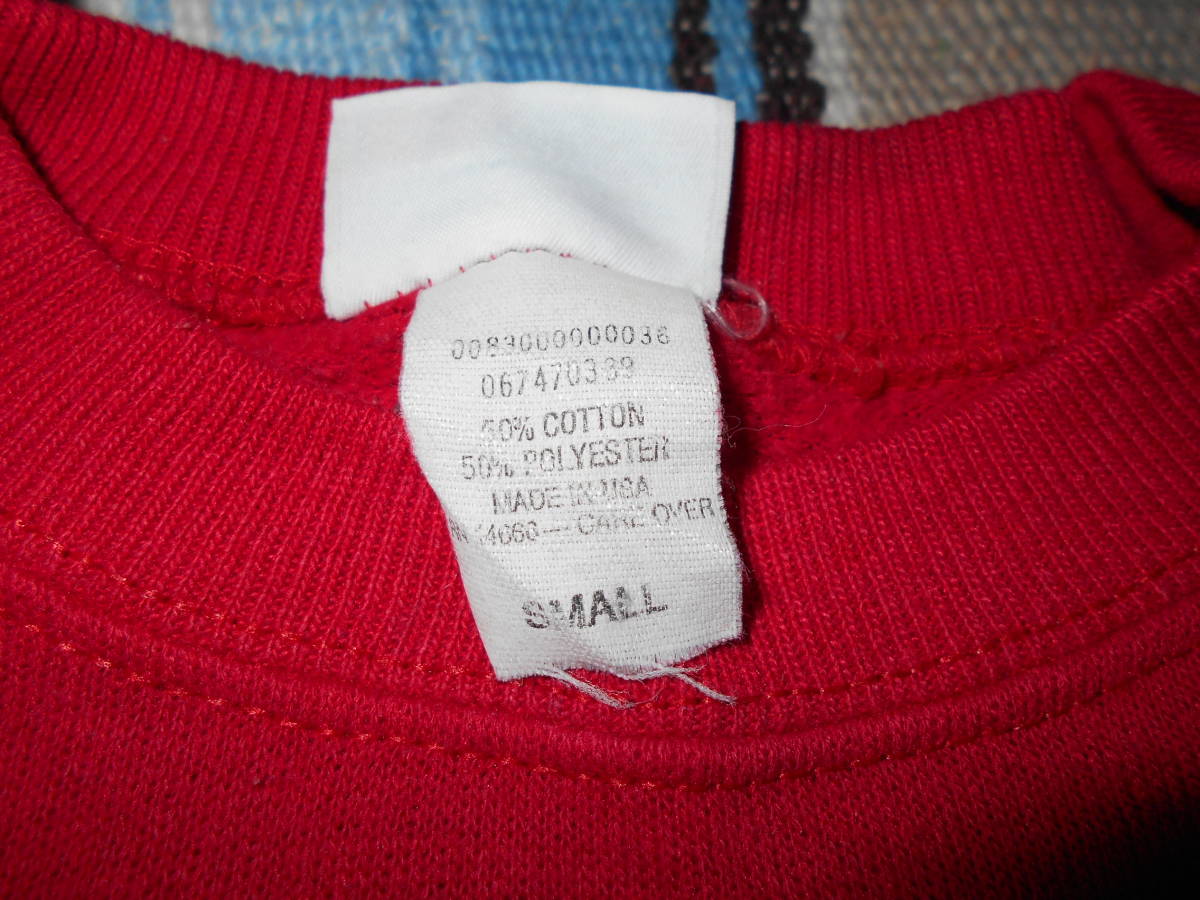 0083000000036
067470389
50% COTTON
50% POLYESTER
MADE IN USA
CARE OVER
SMALL